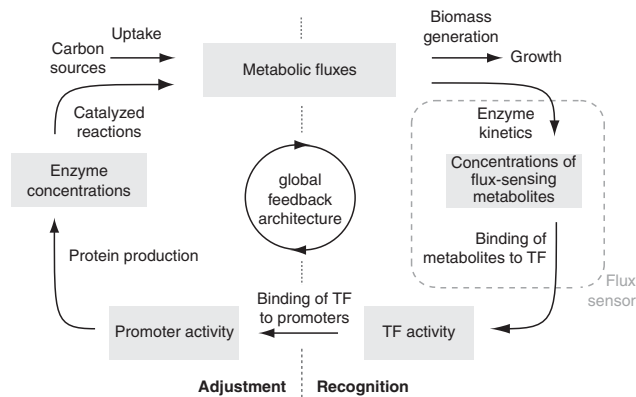 Uptake
Carbon
sources
Metabolic fluxes
Biomass
generation
Growth
Catalyzed
reactions
Enzyme
kinetics
Enzyme
concentrations
global
feedback
architecture
Concentrations of
flux-sensing
metabolites
Protein production
Binding of
metabolites to TF
Flux
sensor
Binding of TF
to promoters
Promoter activity
TF activity
Adjustment
Recognition